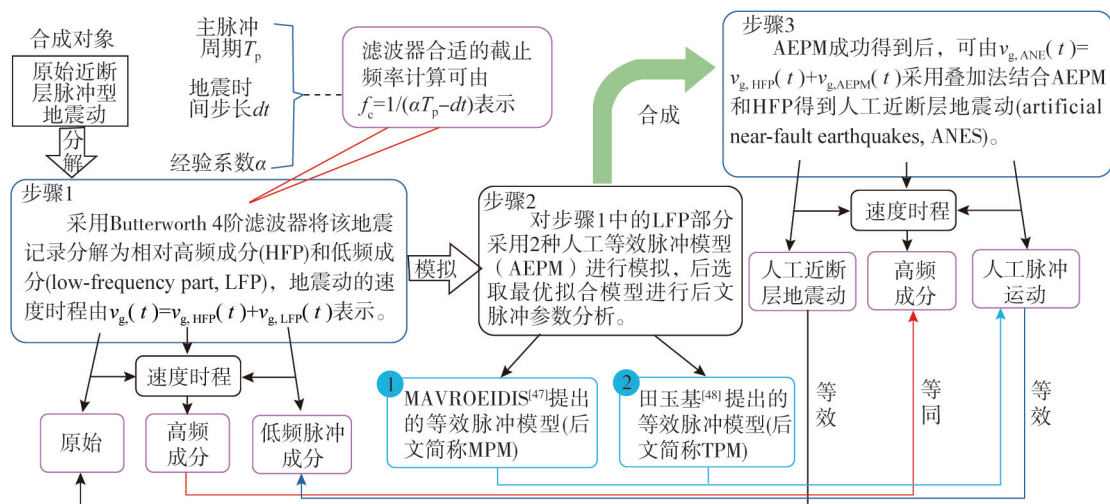 合成对象
原始近断
层脉冲型
地震动
分解
主脉冲
周期Tp
地震时
间步长dt
经验系数α
滤波器合适的截止
频率计算可由
fc=1/(αTp-dt)表示
步骤1
采用Butterworth 4阶滤波器将该地震
记录分解为相对高频成分(HFP)和低频成
分(low-frequency part, LFP)，地震动的速
度时程由vg,(t)=vg, HFP(t)+vg, LFP(t)表示。
速度时程
原始
高频
成分
低频脉冲
成分
模拟
步骤2
对步骤1中的LFP部分
采用2种人工等效脉冲模型
（AEPM）进行模拟，后选
取最优拟合模型进行后文
脉冲参数分析。
1
MAVROEIDIS[47]提出
的等效脉冲模型(后
文简称MPM)
2
田玉基[48]提出的
等效脉冲模型(后
文简称TPM)
合成
步骤3
AEPM成功得到后，可由vg, ANE(t)=
vg, HFP(t)+vg, AEPM(t)采用叠加法结合AEPM
和HFP得到人工近断层地震动(artificial
near-fault earthquakes, ANES)。
速度时程
人工近断
层地震动
高频
成分
人工脉冲
运动
等效
等同
等效